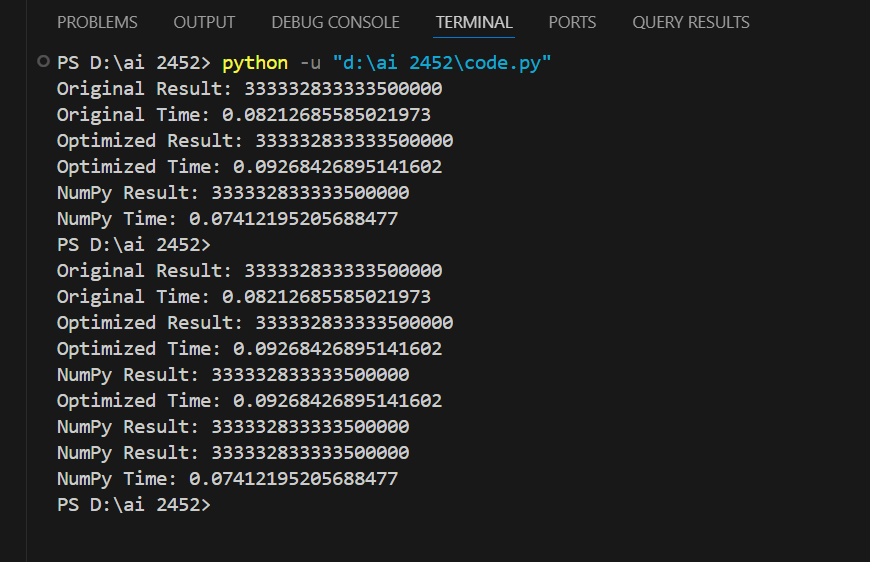 PROBLEMS OUTPUT DEBUG CONSOLE TERMINAL PORTS QUERY RESULTS
PS D:\ai 2452> python -u "d:\ai 2452\code.py"
Original Result: 333332833333500000
Original Time: 0.08212685585021973
Optimized Result: 333332833333500000
Optimized Time: 0.09268426895141602
NumPy Result: 333332833333500000
NumPy Time: 0.07412195205688477
PS D:\ai 2452>
Original Result: 333332833333500000
Original Time: 0.08212685585021973
Optimized Result: 333332833333500000
Optimized Time: 0.09268426895141602
NumPy Result: 333332833333500000
Optimized Time: 0.09268426895141602
NumPy Result: 333332833333500000
NumPy Result: 333332833333500000
NumPy Time: 0.07412195205688477
PS D:\ai 2452>